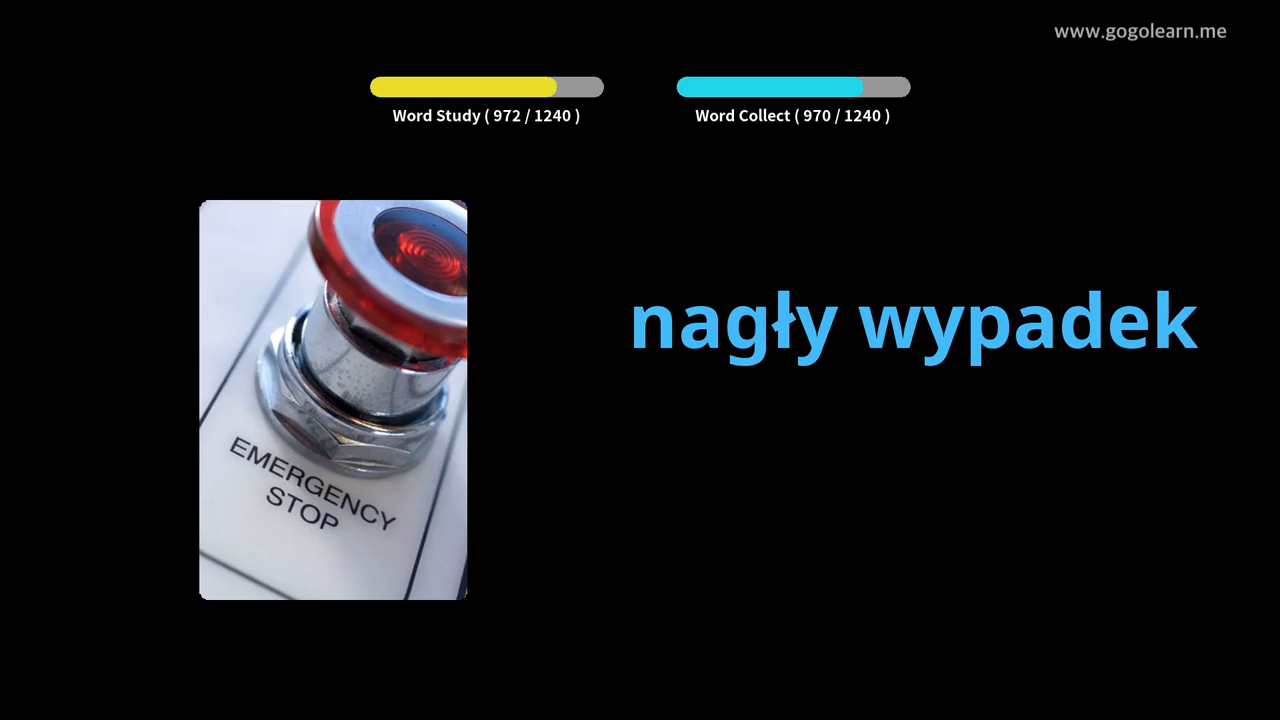 www.gogolearn.me
Word Study ( 972 / 1240 )
Word Collect ( 970 / 1240 )
nagły wypadek
EMERGENCY
STOP